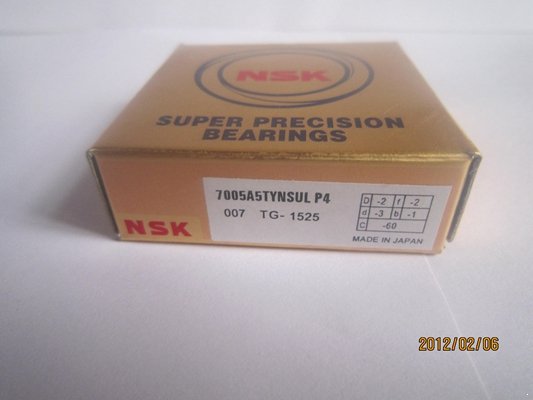 NSK
SUPER PRECISION
BEARINGS
NSK
7005A5TYNSUL P4
007 TG-1525
D -2 r -2
d -3 b -1
C -60
MADE IN JAPAN
2012/02/06